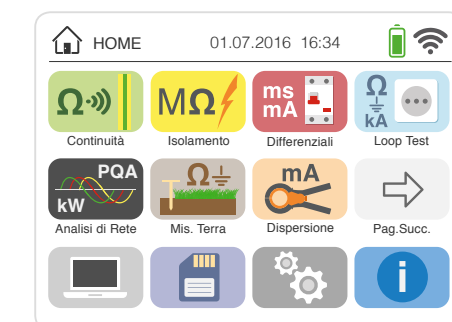 HOME 01.07.2016 16:34
Ω MΩ ms mA Ω kA
Continuità Isolamento Differenziali Loop Test
PQA kW Ω mA
Analisi di Rete Mis. Terra Dispersione Pag.Succ.
i